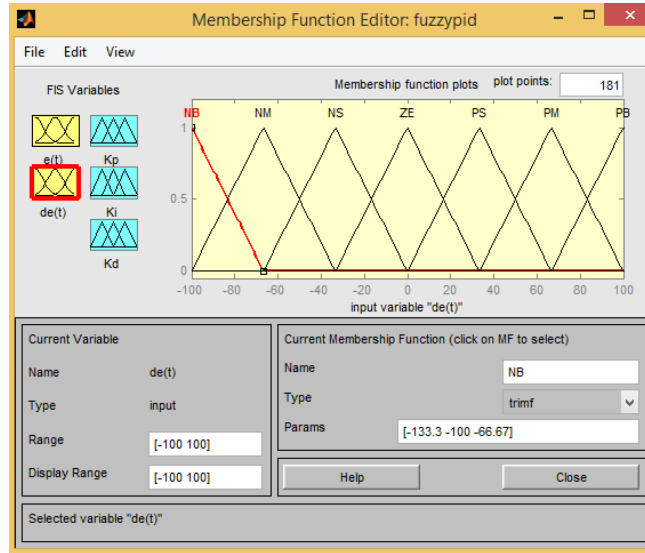 Membership Function Editor: fuzzypid
File Edit View
FIS Variables
Membership function plots plot points: 181
NB NM NS ZE PS PM PB
1
0.5
0
-100 -80 -60 -40 -20 0 20 40 60 80 100
input variable "de(t)"
e(t) Kp
de(t) Ki
Kd
Current Variable
Name de(t)
Type input
Range [-100 100]
Display Range [-100 100]
Current Membership Function (click on MF to select)
Name NB
Type trimf
Params [-133.3 -100 -66.67]
Help Close
Selected variable "de(t)"